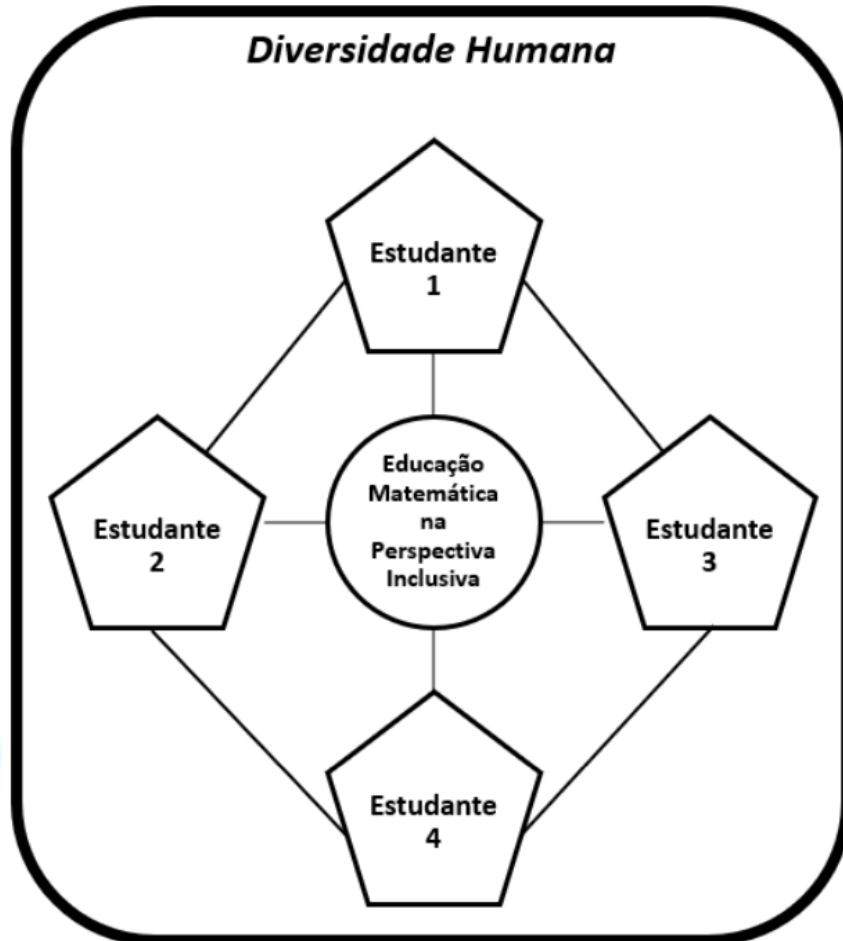 Diversidade Humana
Estudante
1
Educação
Matemática
na
Perspectiva
Inclusiva
Estudante
2
Estudante
3
Estudante
4